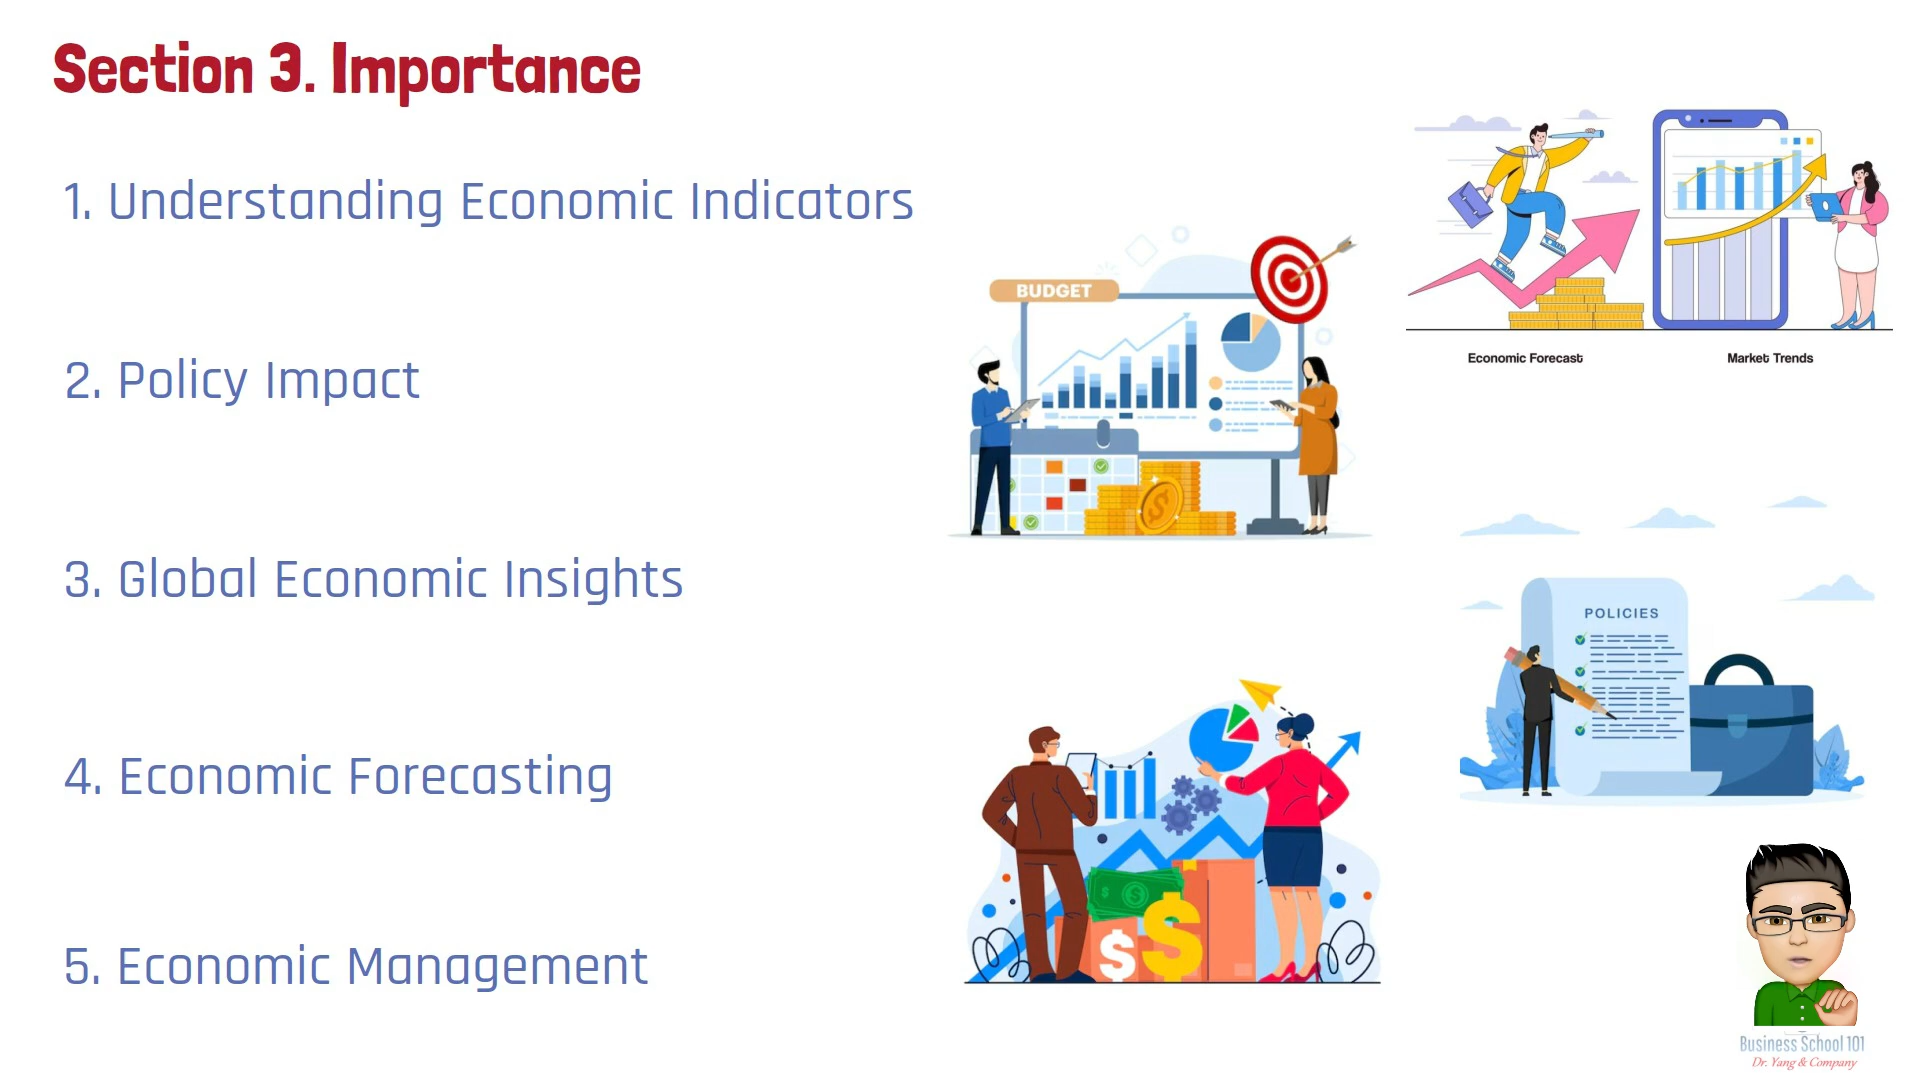 Section 3. Importance
1. Understanding Economic Indicators
2. Policy Impact
3. Global Economic Insights
4. Economic Forecasting
5. Economic Management
BUDGET
$
Economic Forecast
Market Trends
POLICIES
$
$
$
$
$
Business School 101
Dr. Yang & Company